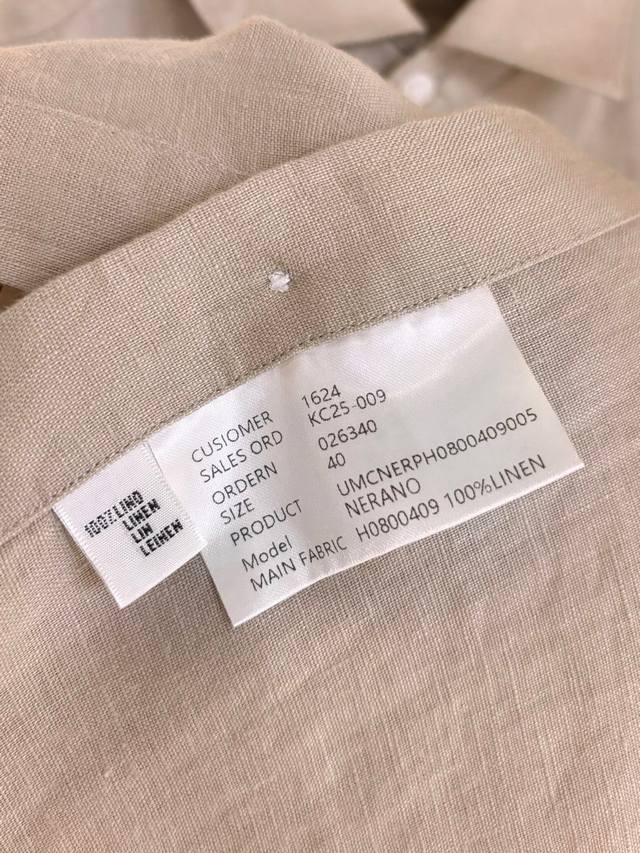 100% LINO
LINEN
LIN
LEINEN
CUSIOMER 1624
SALES ORD KC25-009
ORDERN 026340
SIZE 40
PRODUCT UMCNERPH0800409005
Model NERANO
MAIN FABRIC H0800409 100%LINEN